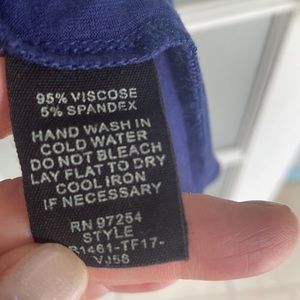 95% VISCOSE
5% SPANDEX
HAND WASH IN
COLD WATER
DO NOT BLEACH
LAY FLAT TO DRY
COOL IRON
IF NECESSARY
RN 97254
STYLE
VJ58